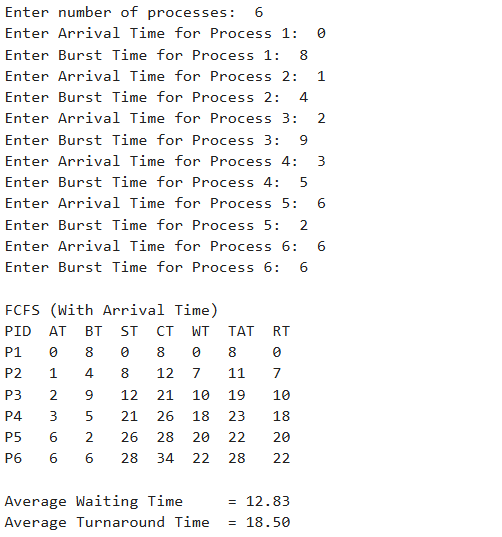 Enter number of processes:  6
Enter Arrival Time for Process 1:  0
Enter Burst Time for Process 1:  8
Enter Arrival Time for Process 2:  1
Enter Burst Time for Process 2:  4
Enter Arrival Time for Process 3:  2
Enter Burst Time for Process 3:  9
Enter Arrival Time for Process 4:  3
Enter Burst Time for Process 4:  5
Enter Arrival Time for Process 5:  6
Enter Burst Time for Process 5:  2
Enter Arrival Time for Process 6:  6
Enter Burst Time for Process 6:  6

FCFS (With Arrival Time)
PID  AT  BT  ST  CT  WT  TAT  RT
P1   0   8   0   8   0   8    0
P2   1   4   8   12  7   11   7
P3   2   9   12  21  10  19   10
P4   3   5   21  26  18  23   18
P5   6   2   26  28  20  22   20
P6   6   6   28  34  22  28   22

Average Waiting Time     = 12.83
Average Turnaround Time  = 18.50